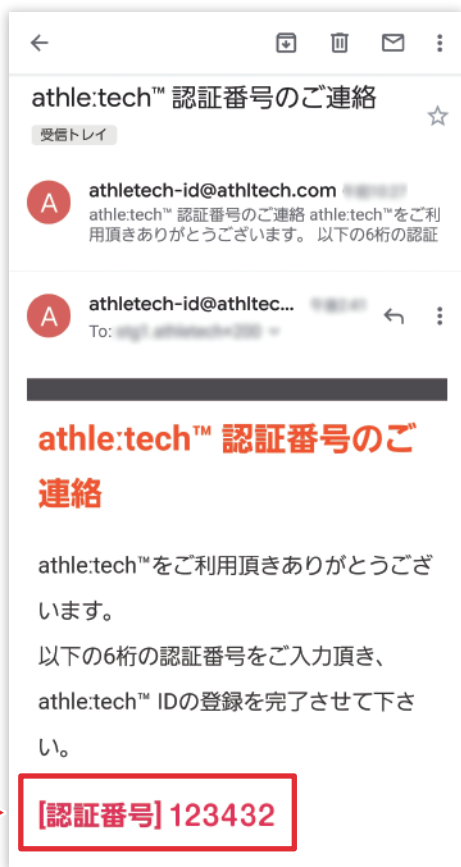 athle:tech™ 認証番号のご連絡
受信トレイ
A
athletech-id@athltech.com
athle:tech™ 認証番号のご連絡 athle:tech™をご利
用頂きありがとうございます。 以下の6桁の認証
A
athletech-id@athltec...
To:
athle:tech™ 認証番号のご
連絡
athle:tech™をご利用頂きありがとうござ
います。
以下の6桁の認証番号をご入力頂き、
athle:tech™ IDの登録を完了させて下さ
い。
[認証番号] 123432